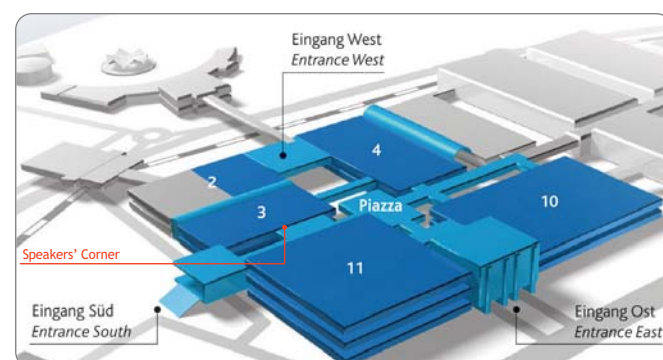 Eingang West
Entrance West
4
2
3
Piazza
10
Speakers' Corner
11
Eingang Süd
Entrance South
Eingang Ost
Entrance East